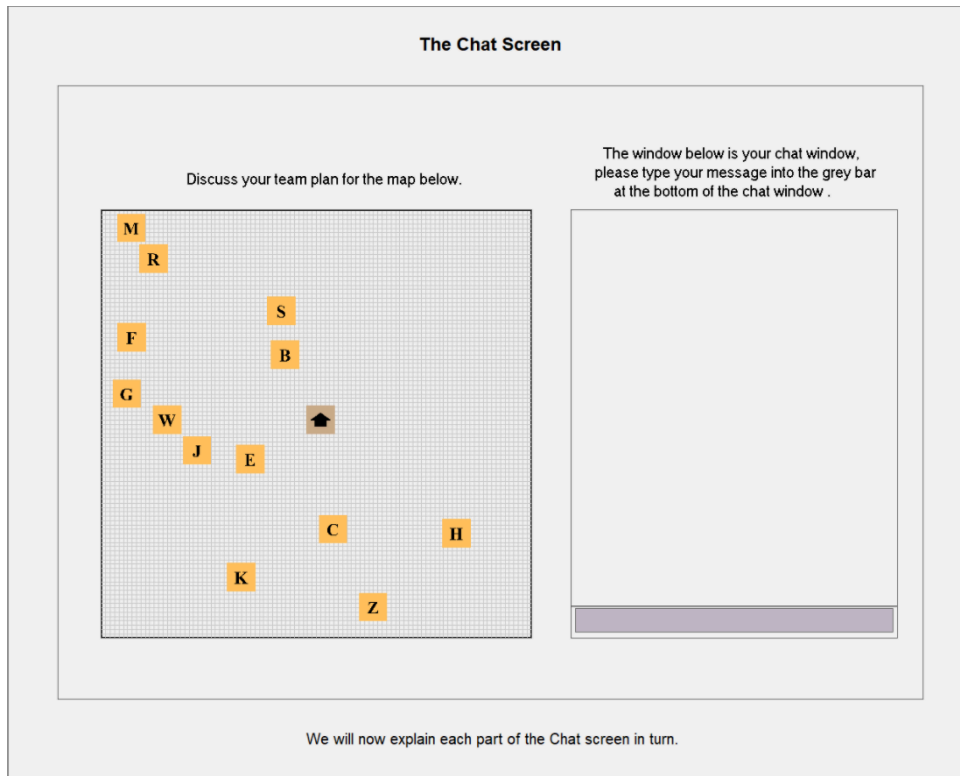 The Chat Screen
The window below is your chat window,
please type your message into the grey bar
at the bottom of the chat window .
Discuss your team plan for the map below.
M
R
S
F
B
G
W
J
E
C
H
K
Z
We will now explain each part of the Chat screen in turn.